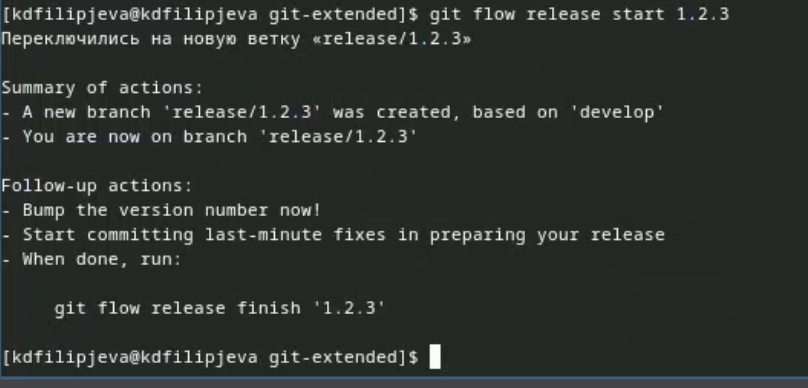 [kdfilipjeva@kdfilipjeva git-extended]$ git flow release start 1.2.3
Переключились на новую ветку «release/1.2.3»
Summary of actions:
- A new branch 'release/1.2.3' was created, based on 'develop'
- You are now on branch 'release/1.2.3'
Follow-up actions:
- Bump the version number now!
- Start committing last-minute fixes in preparing your release
- When done, run:
git flow release finish '1.2.3'
[kdfilipjeva@kdfilipjeva git-extended]$